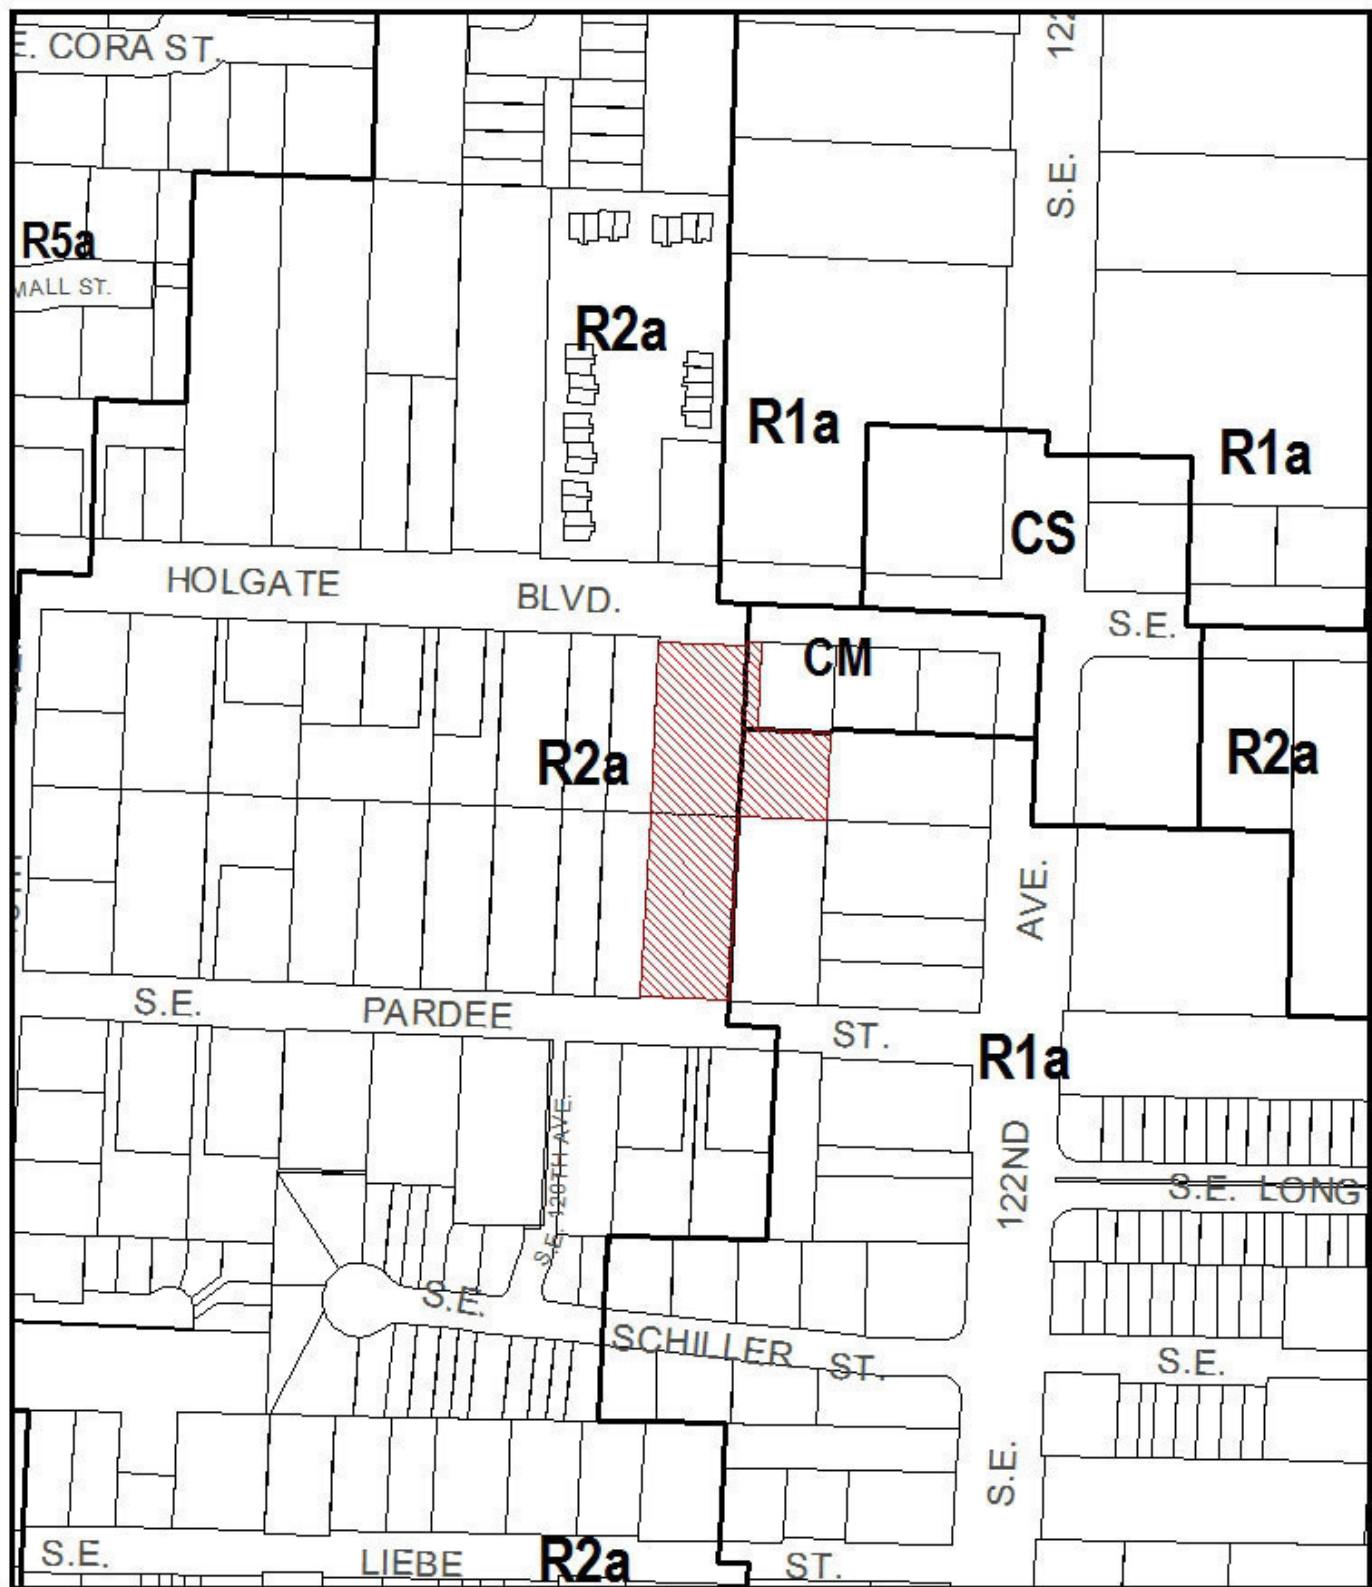 E. CORA ST.
122
S.E.
R5a
MALL ST.
R2a
R1a
R1a
CS
HOLGATE BLVD.
S.E.
CM
R2a
R2a
AVE.
S.E. PARDEE ST.
R1a
S.E. 120TH AVE.
122ND
S.E. LONG
S.E. SCHILLER ST.
S.E.
S.E.
S.E. LIEBE R2a ST.